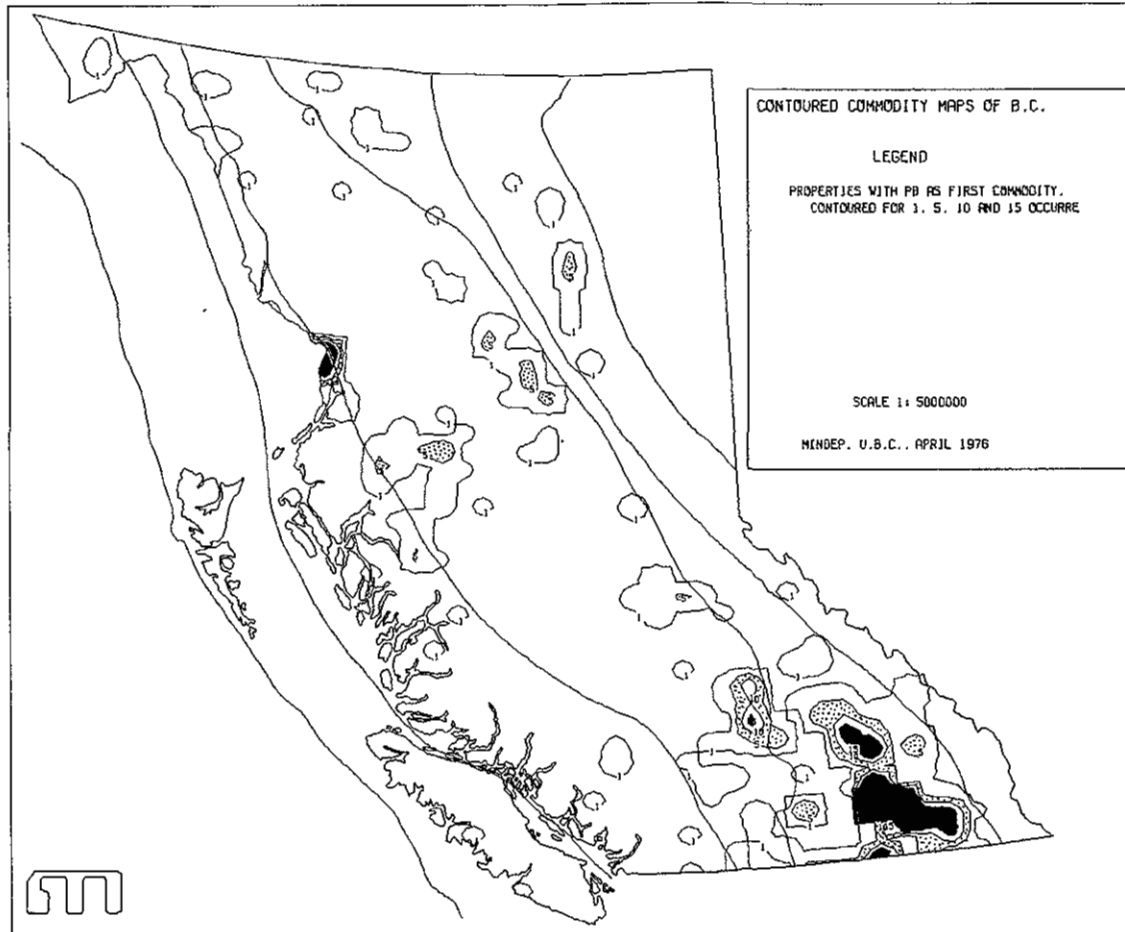 CONTOURED COMMODITY MAPS OF B.C.
LEGEND
PROPERTIES WITH PB AS FIRST COMMODITY.
CONTOURED FOR 1. 5. 10 AND 15 OCCURRE
SCALE 1: 5000000
MINDEP. U.B.C.. APRIL 1976